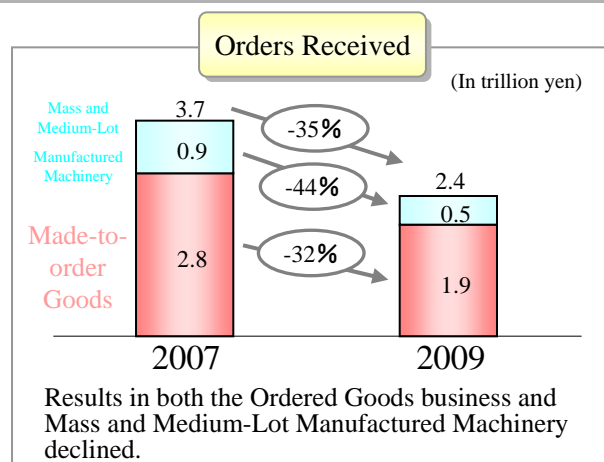 Orders Received
(In trillion yen)
Mass and
Medium-Lot
Manufactured
Machinery
3.7
0.9
2.8
Made-to-
order
Goods
-35%
-44%
-32%
2.4
0.5
1.9
2007
2009
Results in both the Ordered Goods business and
Mass and Medium-Lot Manufactured Machinery
declined.